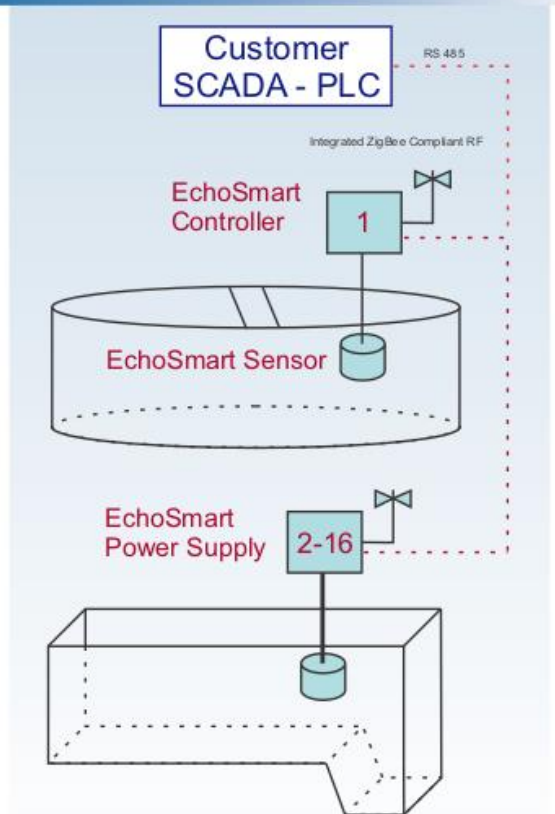 Customer
SCADA - PLC
RS 485
Integrated ZigBee Compliant RF
EchoSmart
Controller
1
EchoSmart Sensor
EchoSmart
Power Supply
2-16